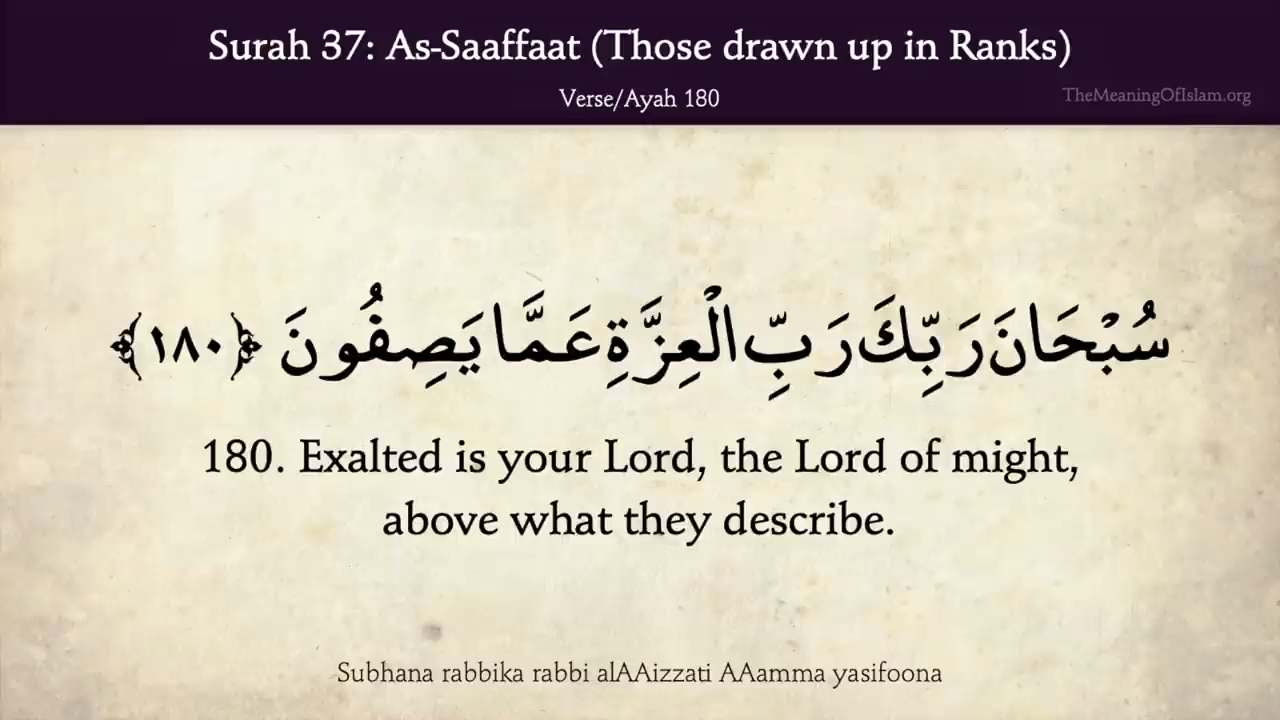 Surah 37: As-Saaffaat (Those drawn up in Ranks)
Verse/Ayah 180
TheMeaningOfIslam.org
سُبْحَانَ رَبِّكَ رَبِّ الْعِزَّةِ عَمَّا يَصِفُونَ ﴿١٨٠﴾
180. Exalted is your Lord, the Lord of might,
above what they describe.
Subhana rabbika rabbi alAAizzati AAamma yasifoona